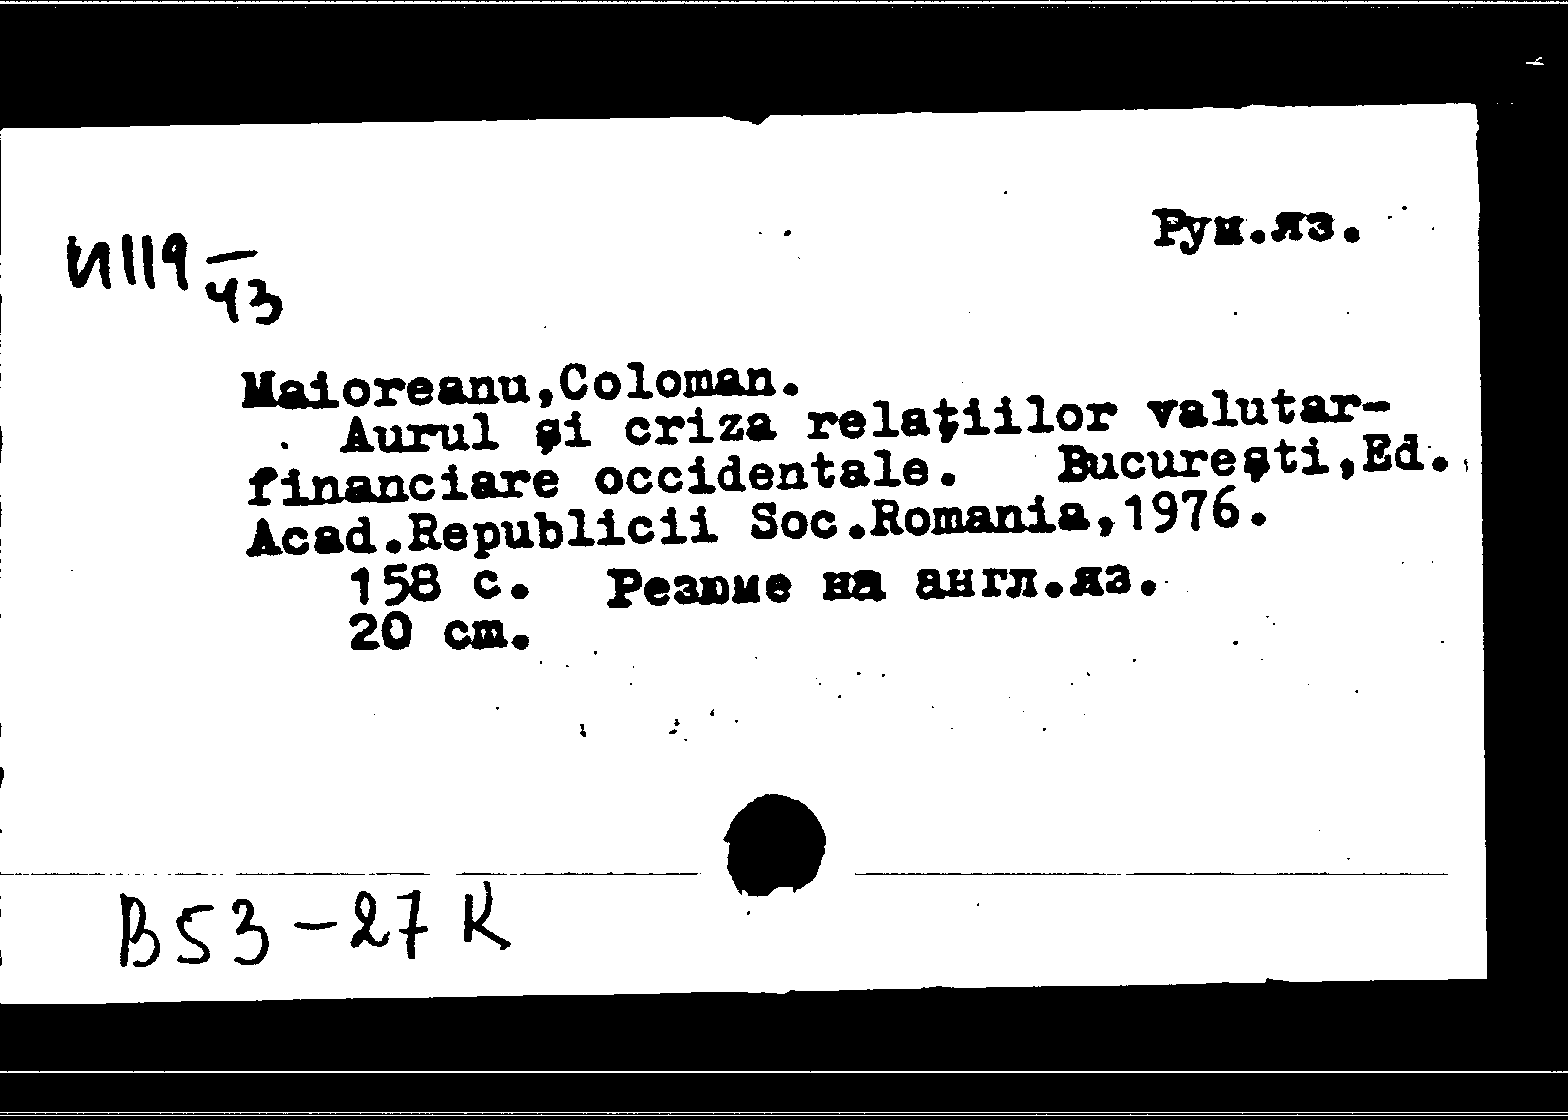 Рум.яз.
И119—
43
Maioreanu,Coloman.
Aurul şi criza relaţiilor valutar-
financiare occidentale. Bucureşti,Ed.
Acad.Republicii Soc.Romania,1976.
158 с. Резюме на англ.яз.
20 cm.
В53-27 К